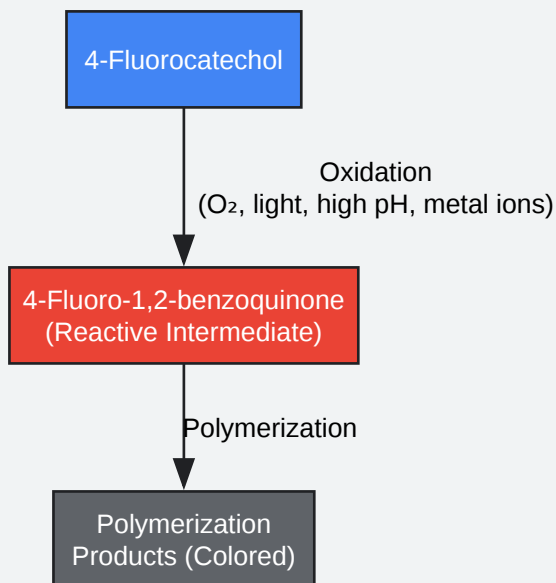 4-Fluorocatechol
Oxidation
(O₂, light, high pH, metal ions)
4-Fluoro-1,2-benzoquinone
(Reactive Intermediate)
Polymerization
Polymerization
Products (Colored)